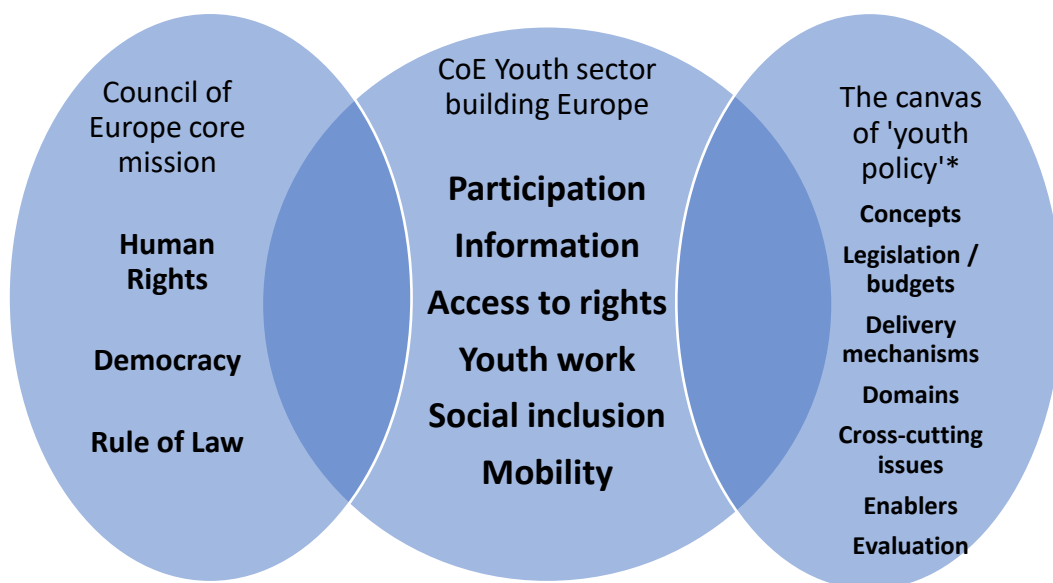 Council of
Europe core
mission
Human
Rights
Democracy
Rule of Law
CoE Youth sector
building Europe
Participation
Information
Access to rights
Youth work
Social inclusion
Mobility
The canvas
of 'youth
policy'*
Concepts
Legislation /
budgets
Delivery
mechanisms
Domains
Cross-cutting
issues
Enablers
Evaluation